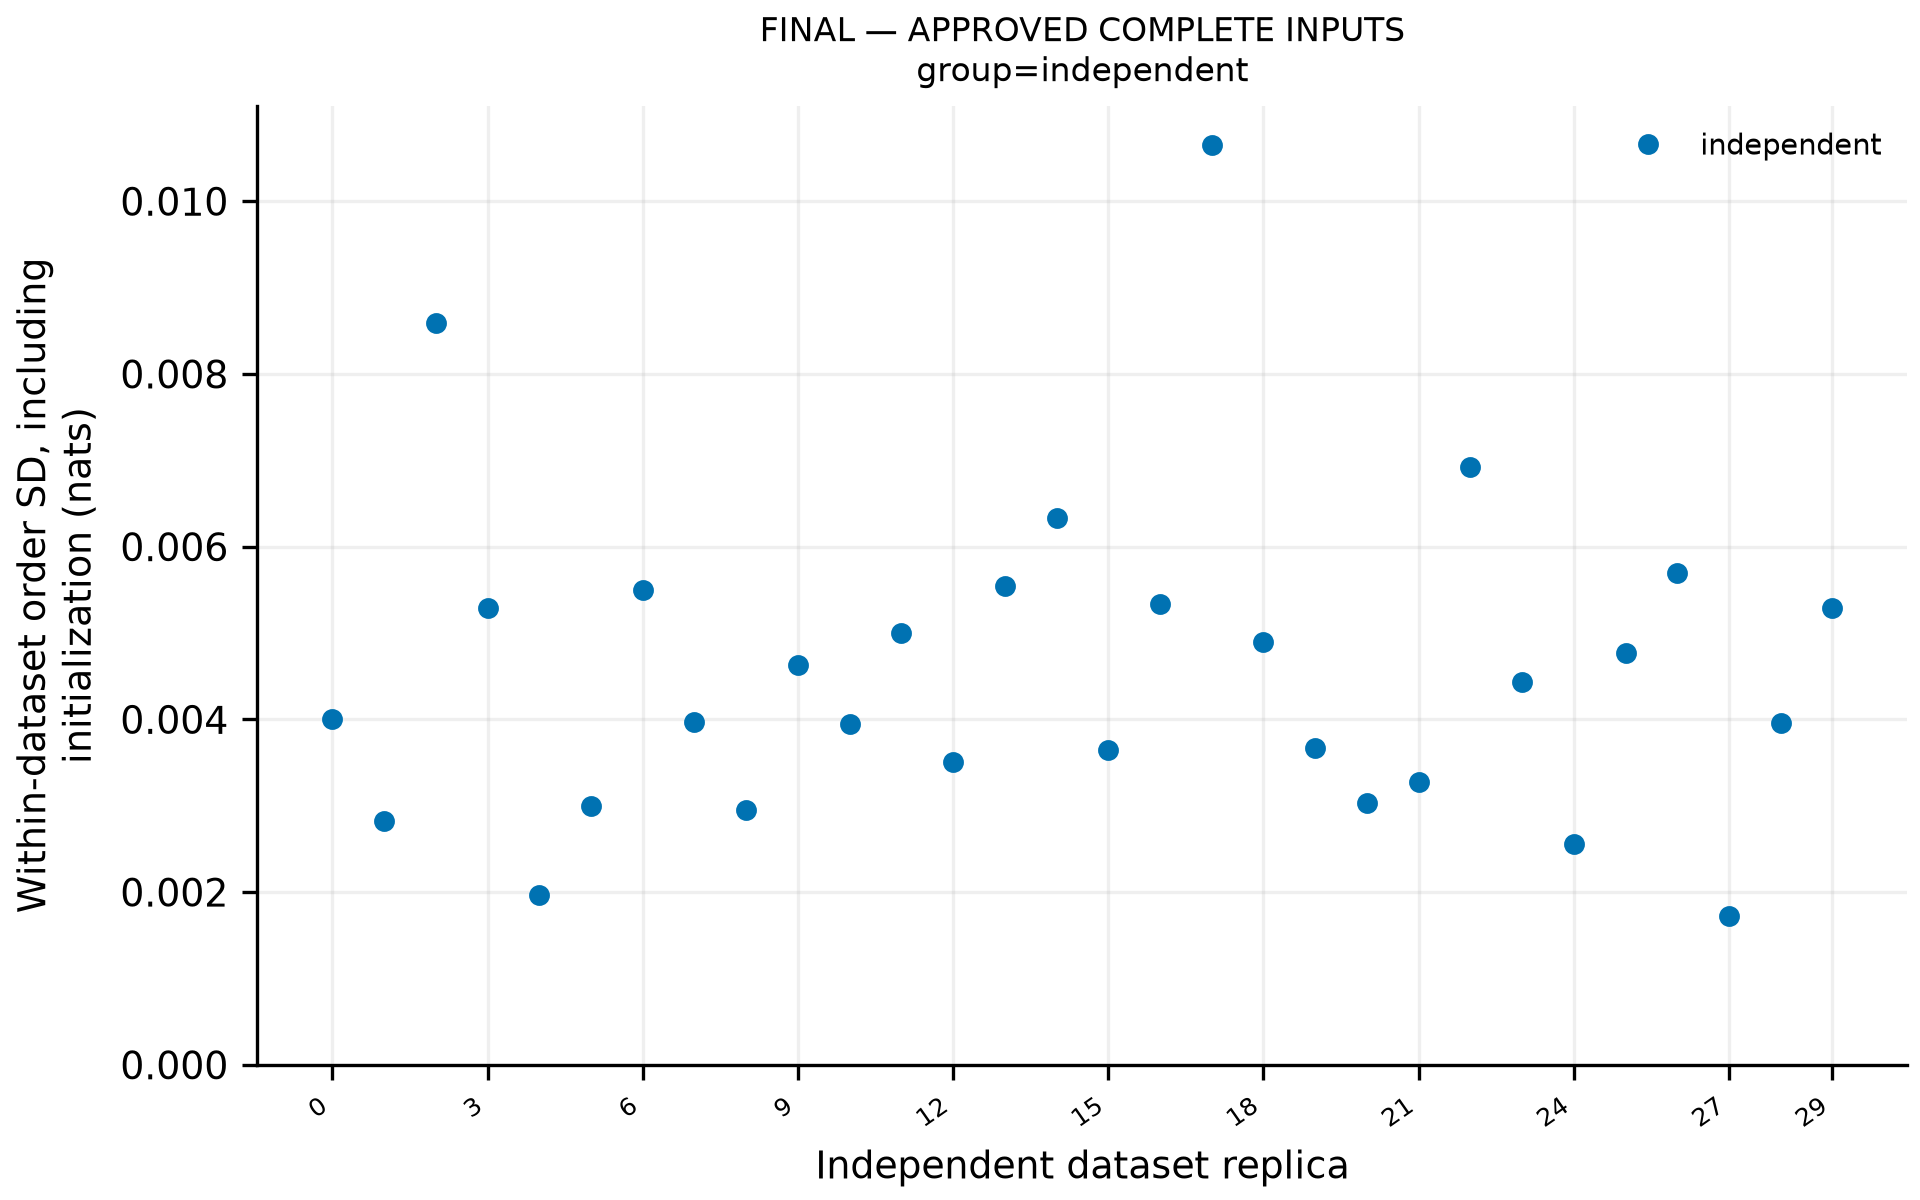 FINAL — APPROVED COMPLETE INPUTS
group=independent
independent
Within-dataset order SD, including
initialization (nats)
0.010
0.008
0.006
0.004
0.002
0.000
0
3
6
9
12
15
18
21
24
27
29
Independent dataset replica